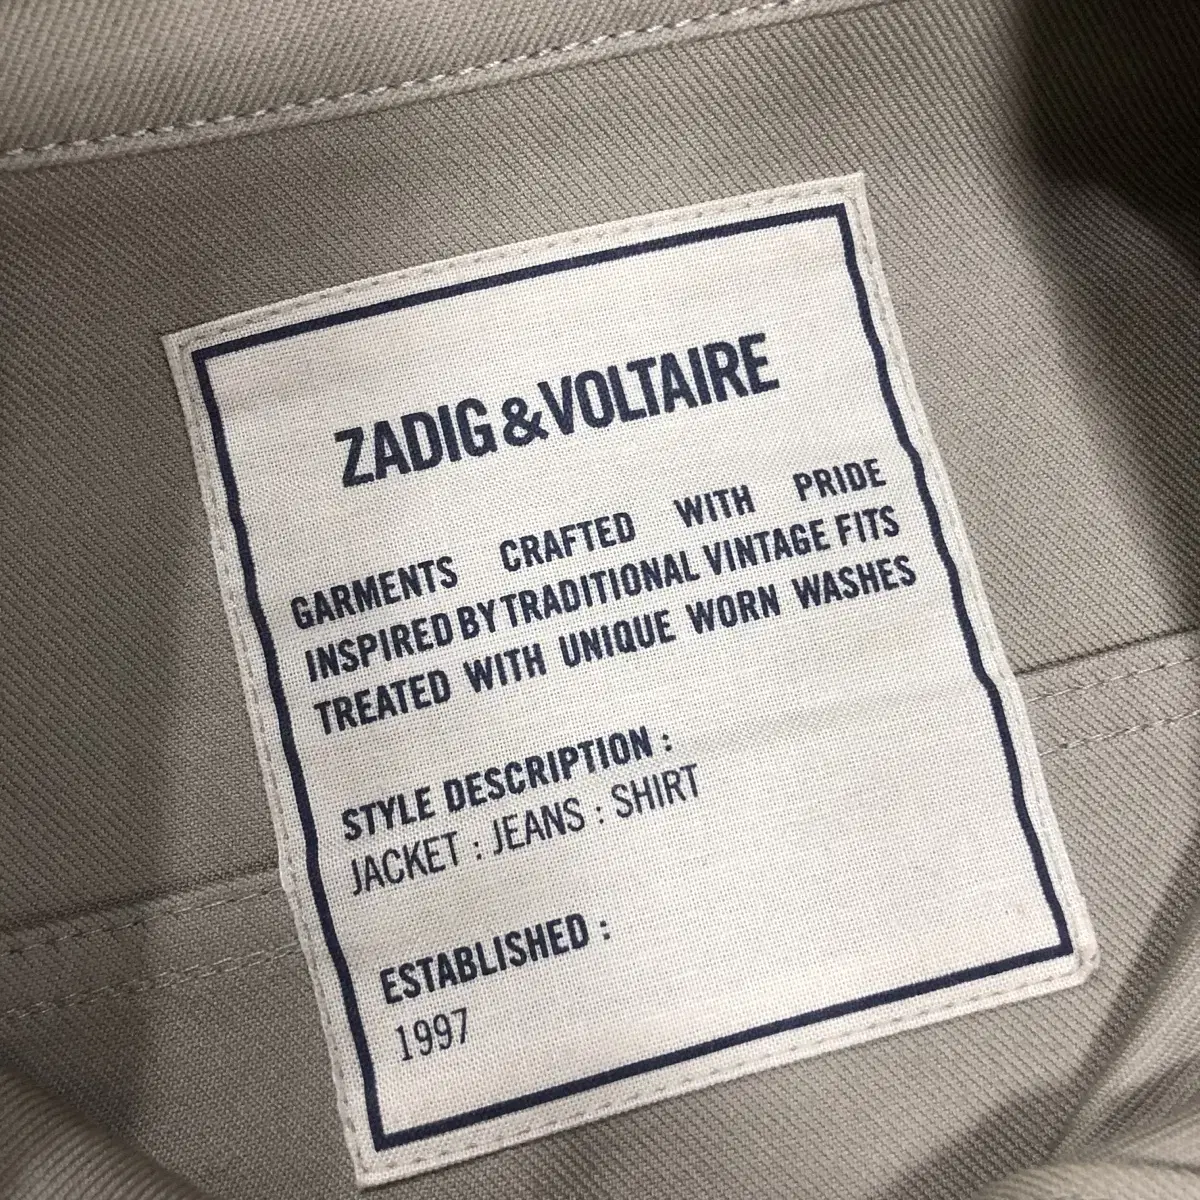 ZADIG&VOLTAIRE
GARMENTS CRAFTED WITH PRIDE
INSPIRED BY TRADITIONAL VINTAGE FITS
TREATED WITH UNIQUE WORN WASHES
STYLE DESCRIPTION :
JACKET : JEANS : SHIRT
ESTABLISHED :
1997